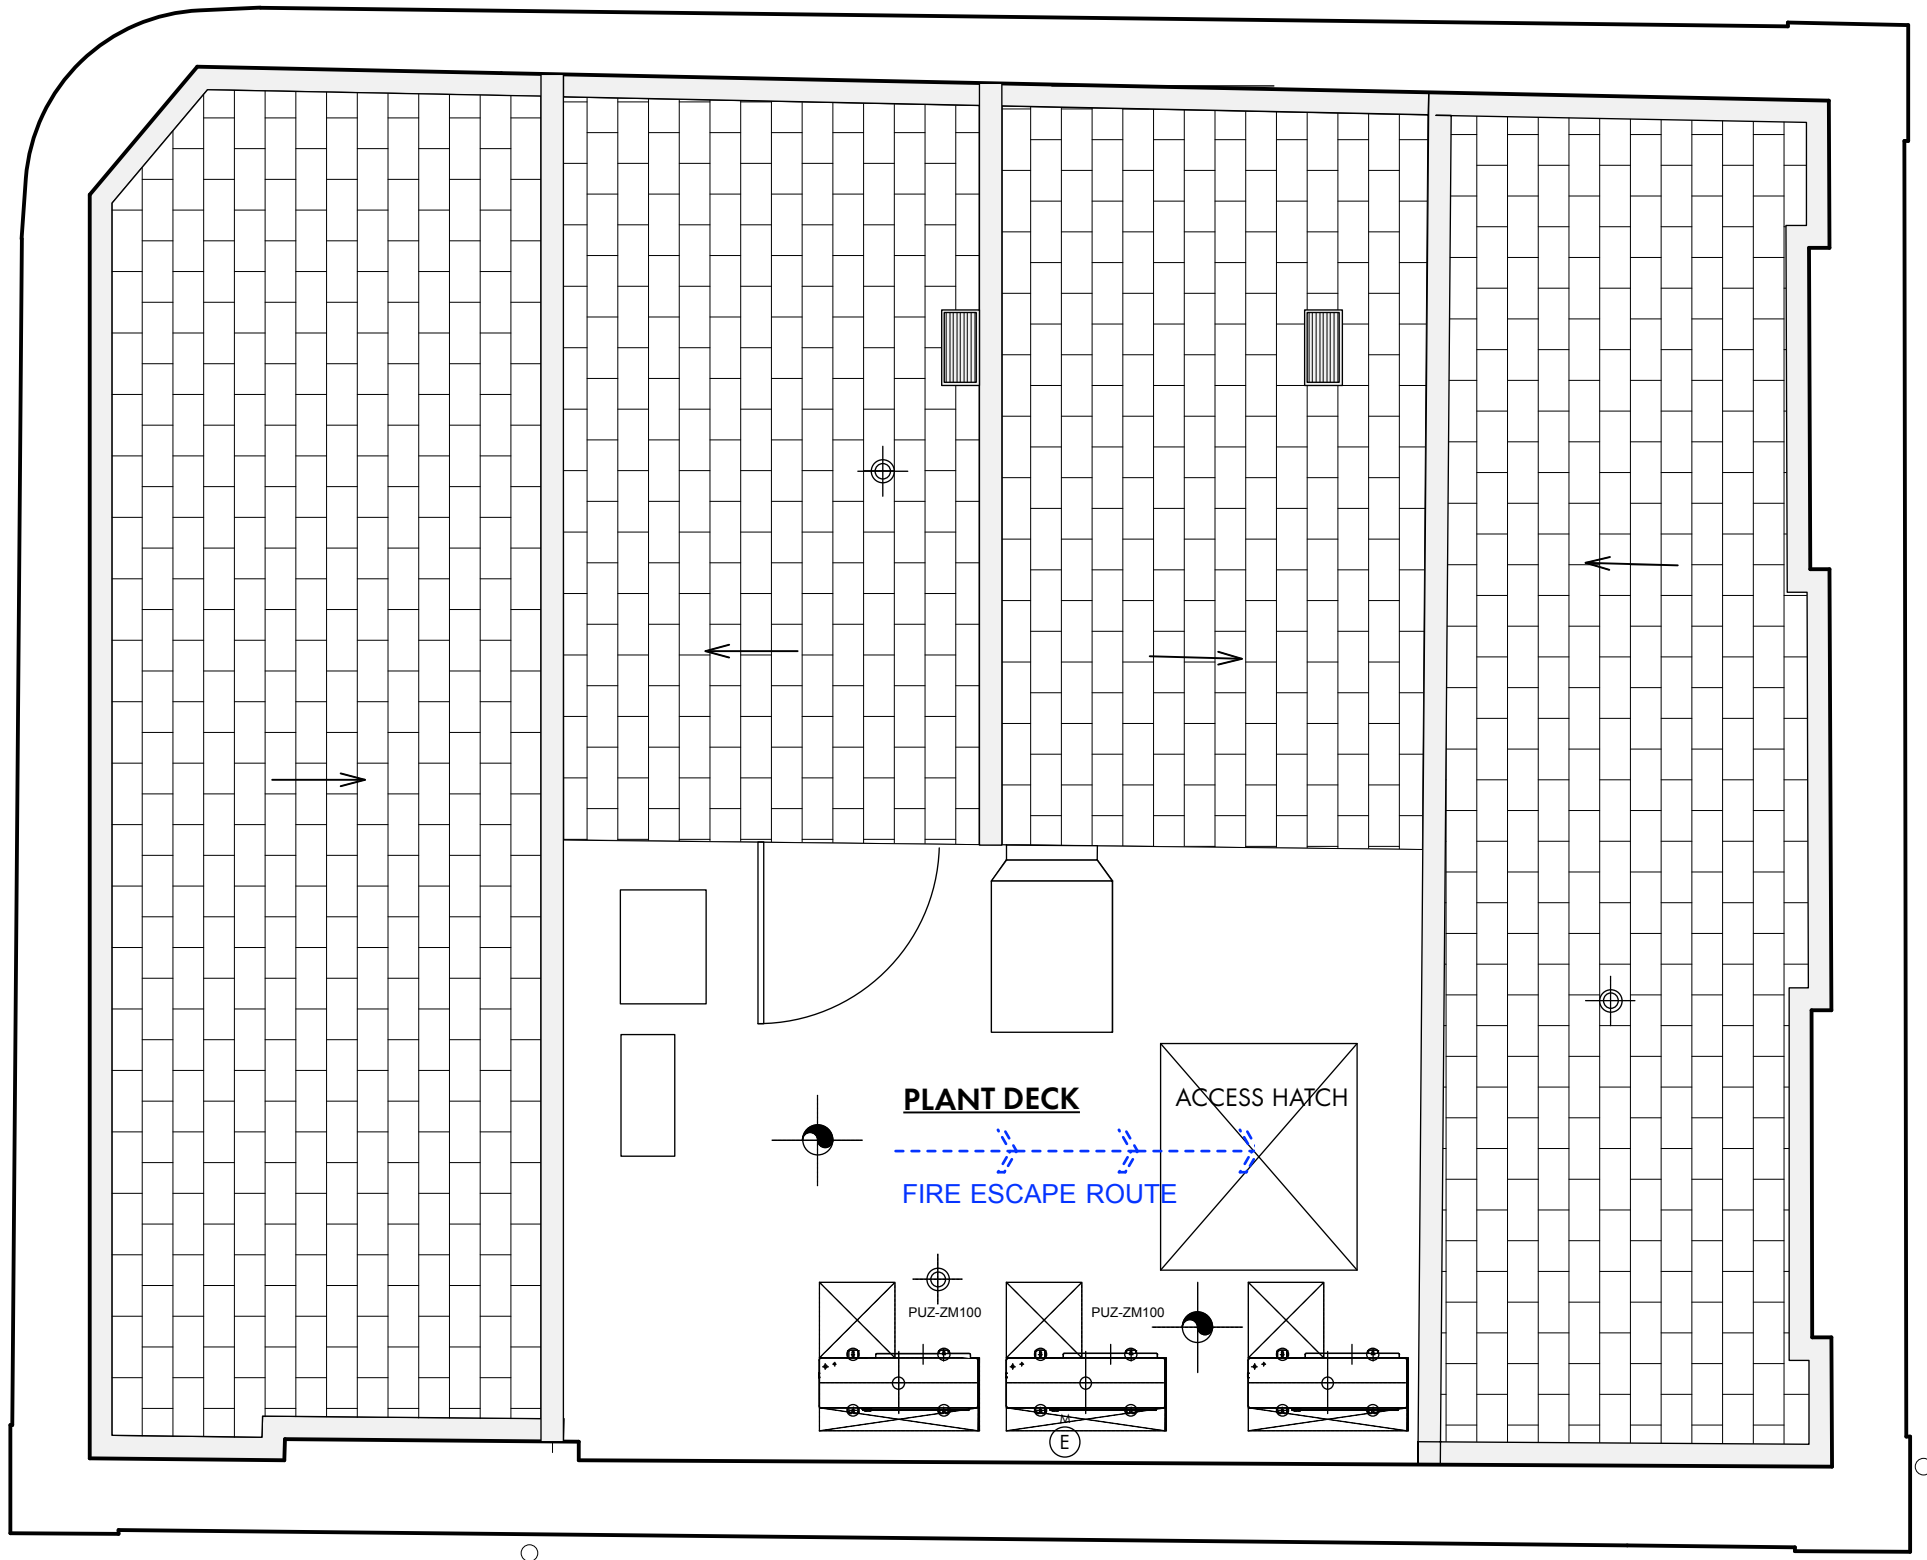 PLANT DECK
ACCESS HATCH
FIRE ESCAPE ROUTE
PUZ-ZM100
PUZ-ZM100
M
E